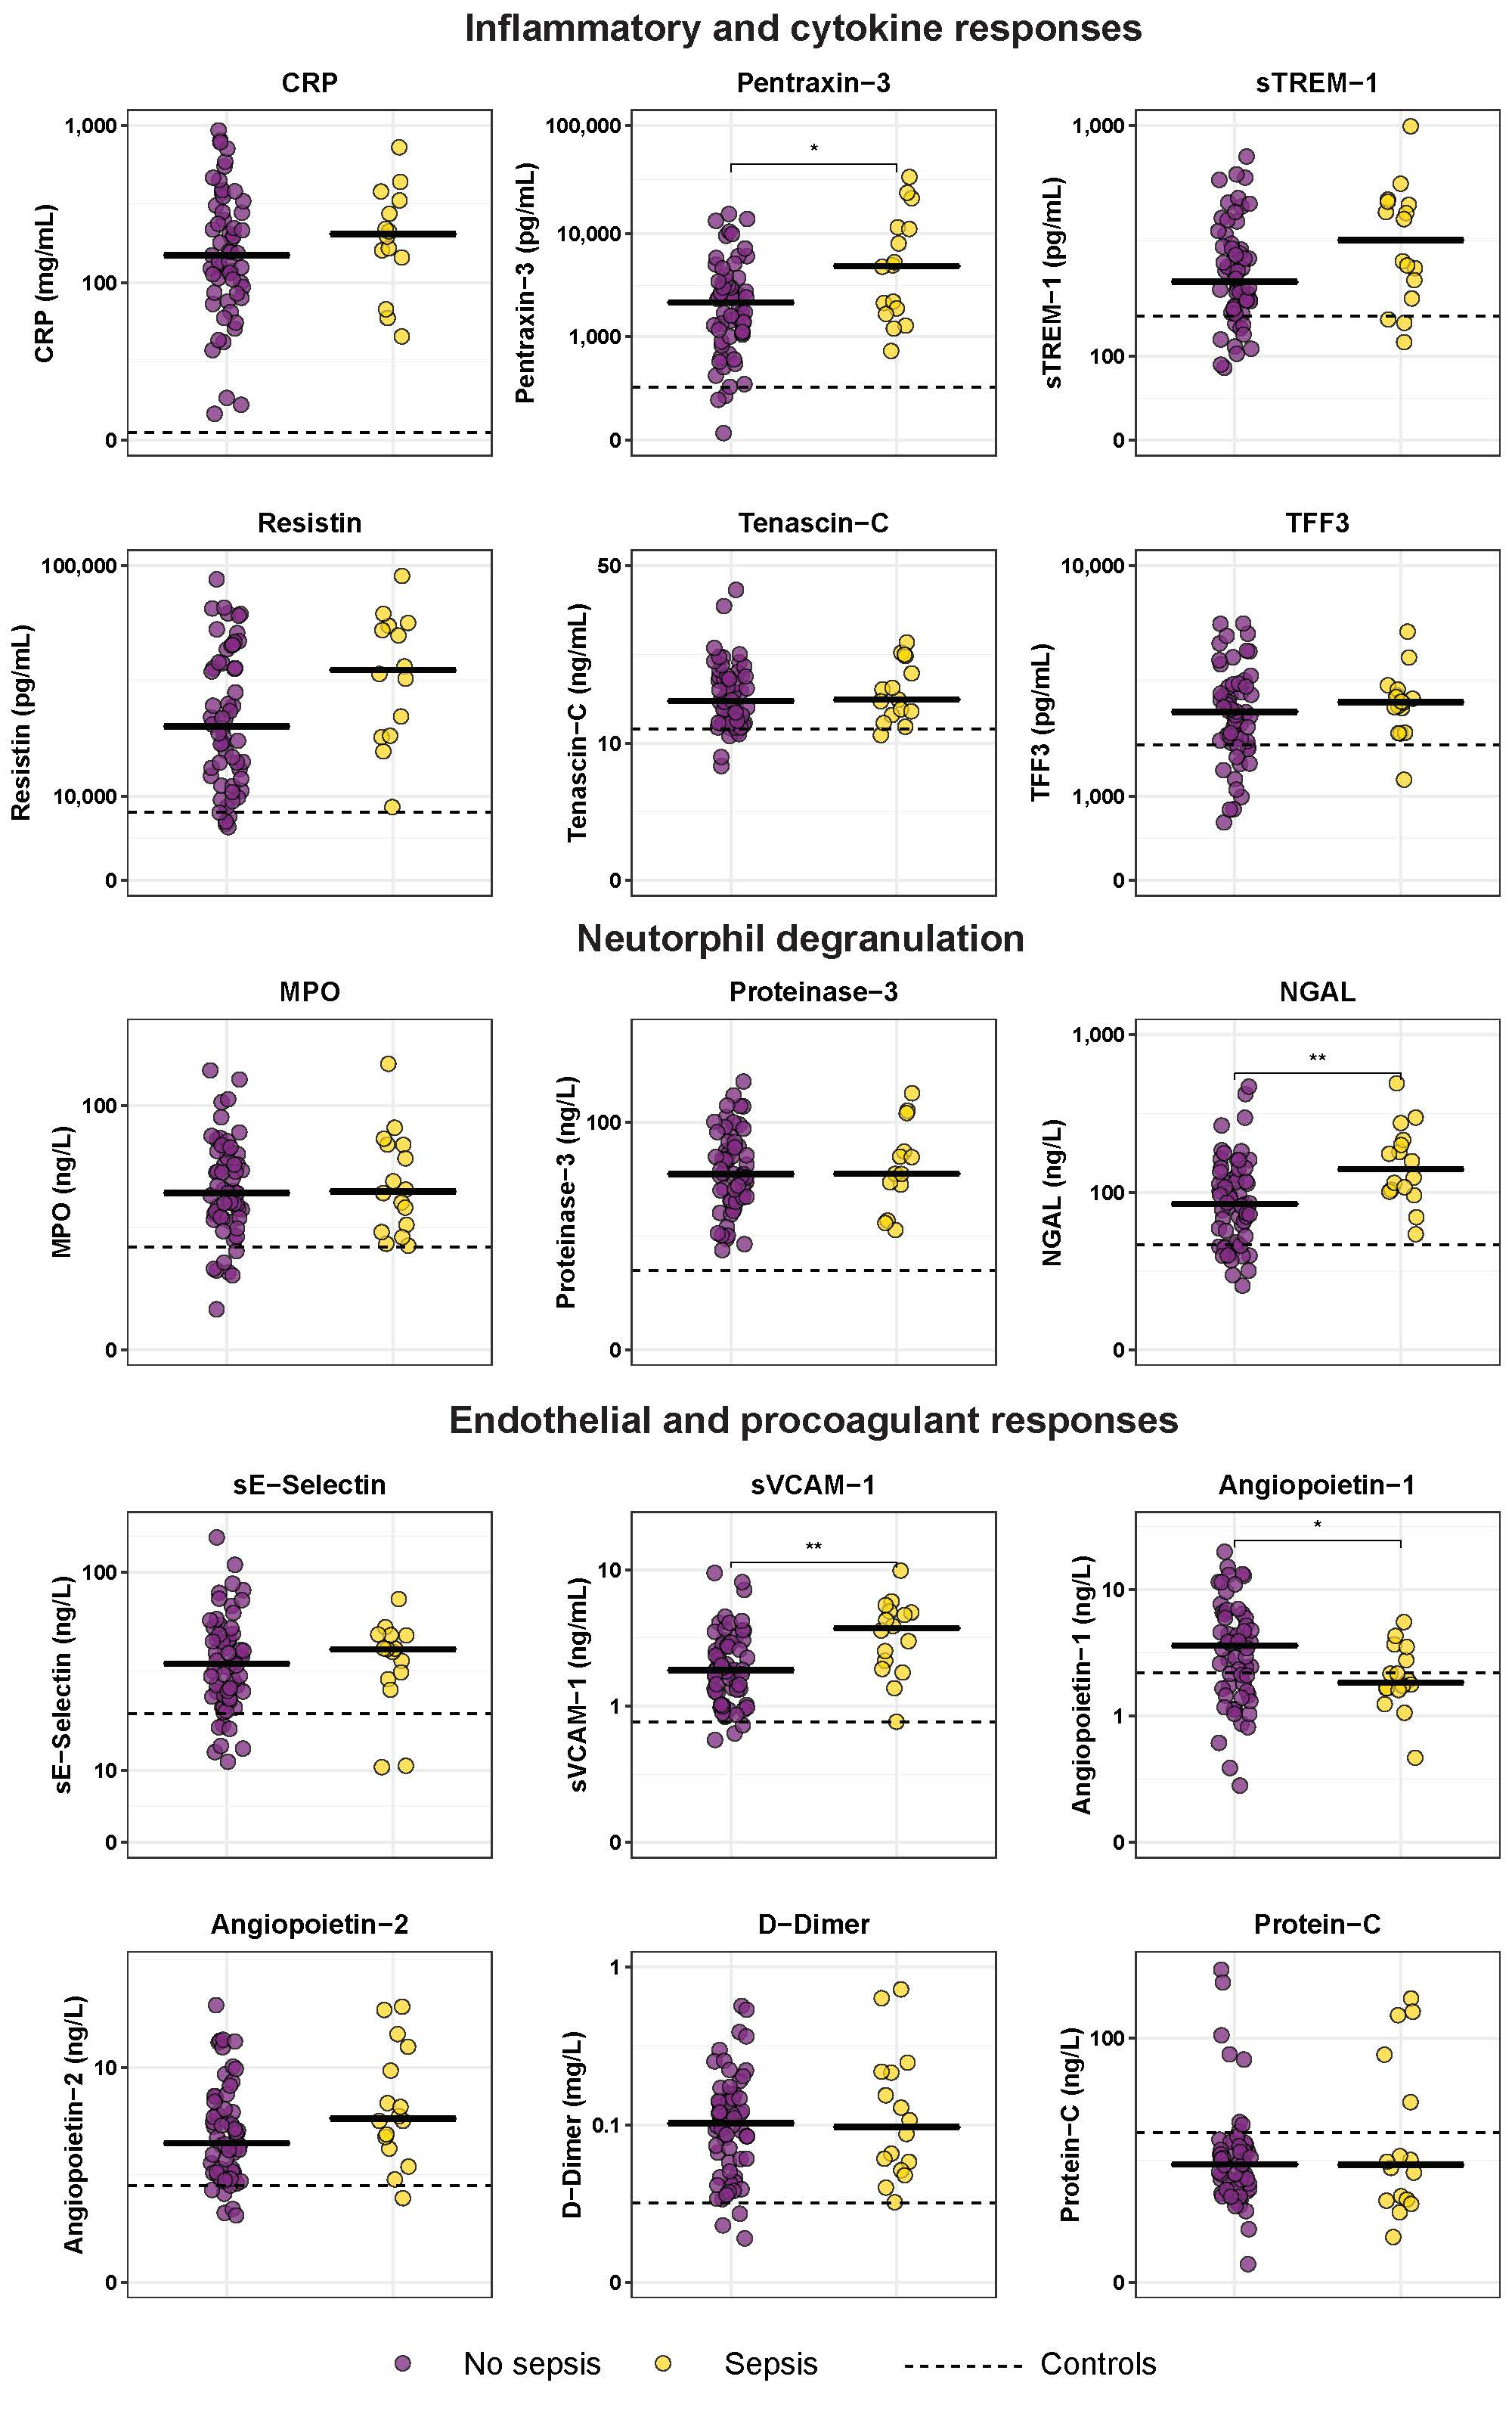 Inflammatory and cytokine responses
CRP
Pentraxin−3
sTREM−1
CRP (mg/mL)
1,000
100
0
Pentraxin−3 (pg/mL)
100,000
10,000
1,000
0
*
sTREM−1 (pg/mL)
1,000
100
0
Resistin
Tenascin−C
TFF3
Resistin (pg/mL)
100,000
10,000
0
Tenascin−C (ng/mL)
50
10
0
TFF3 (pg/mL)
10,000
1,000
0
Neutorphil degranulation
MPO
Proteinase−3
NGAL
MPO (ng/L)
100
0
Proteinase−3 (ng/L)
100
0
NGAL (ng/L)
1,000
100
0
**
Endothelial and procoagulant responses
sE−Selectin
sVCAM−1
Angiopoietin−1
sE−Selectin (ng/L)
100
10
0
sVCAM−1 (ng/mL)
10
1
0
**
Angiopoietin−1 (ng/L)
10
1
0
*
Angiopoietin−2
D−Dimer
Protein−C
Angiopoietin−2 (ng/L)
10
0
D−Dimer (mg/L)
1
0.1
0
Protein−C (ng/L)
100
0
No sepsis
Sepsis
Controls